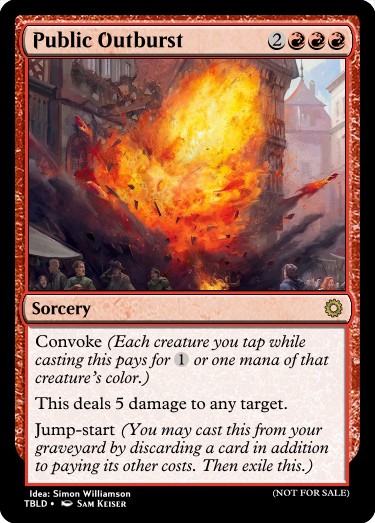 Public Outburst 2
Sorcery
Convoke (Each creature you tap while
casting this pays for 1 or one mana of that
creature's color.)
This deals 5 damage to any target.
Jump-start (You may cast this from your
graveyard by discarding a card in addition
to paying its other costs. Then exile this.)
Idea: Simon Williamson (NOT FOR SALE)
TBLD • Sam Keiser